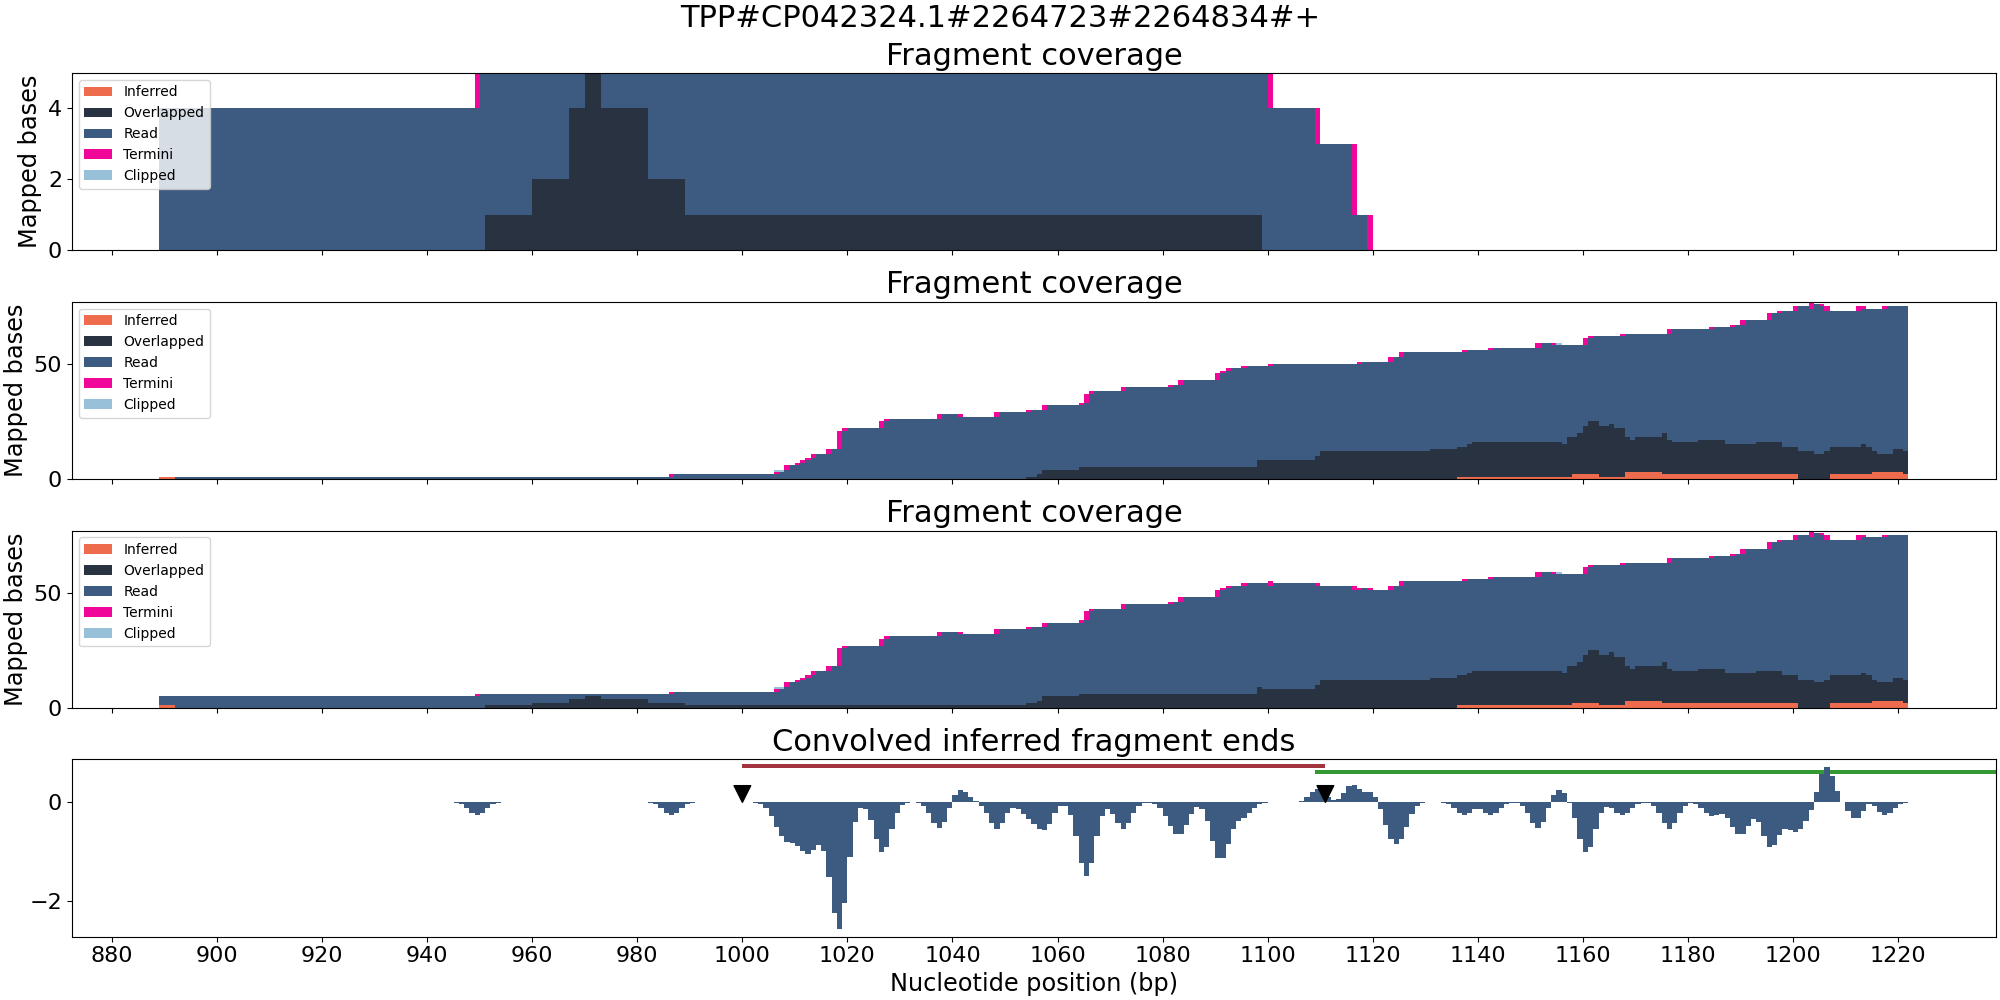 TPP#CP042324.1#2264723#2264834#+
Fragment coverage
Mapped bases
4
2
0
Inferred
Overlapped
Read
Termini
Clipped
Fragment coverage
Mapped bases
50
0
Inferred
Overlapped
Read
Termini
Clipped
Fragment coverage
Mapped bases
50
0
Inferred
Overlapped
Read
Termini
Clipped
Convolved inferred fragment ends
0
−2
880 900 920 940 960 980 1000 1020 1040 1060 1080 1100 1120 1140 1160 1180 1200 1220
Nucleotide position (bp)